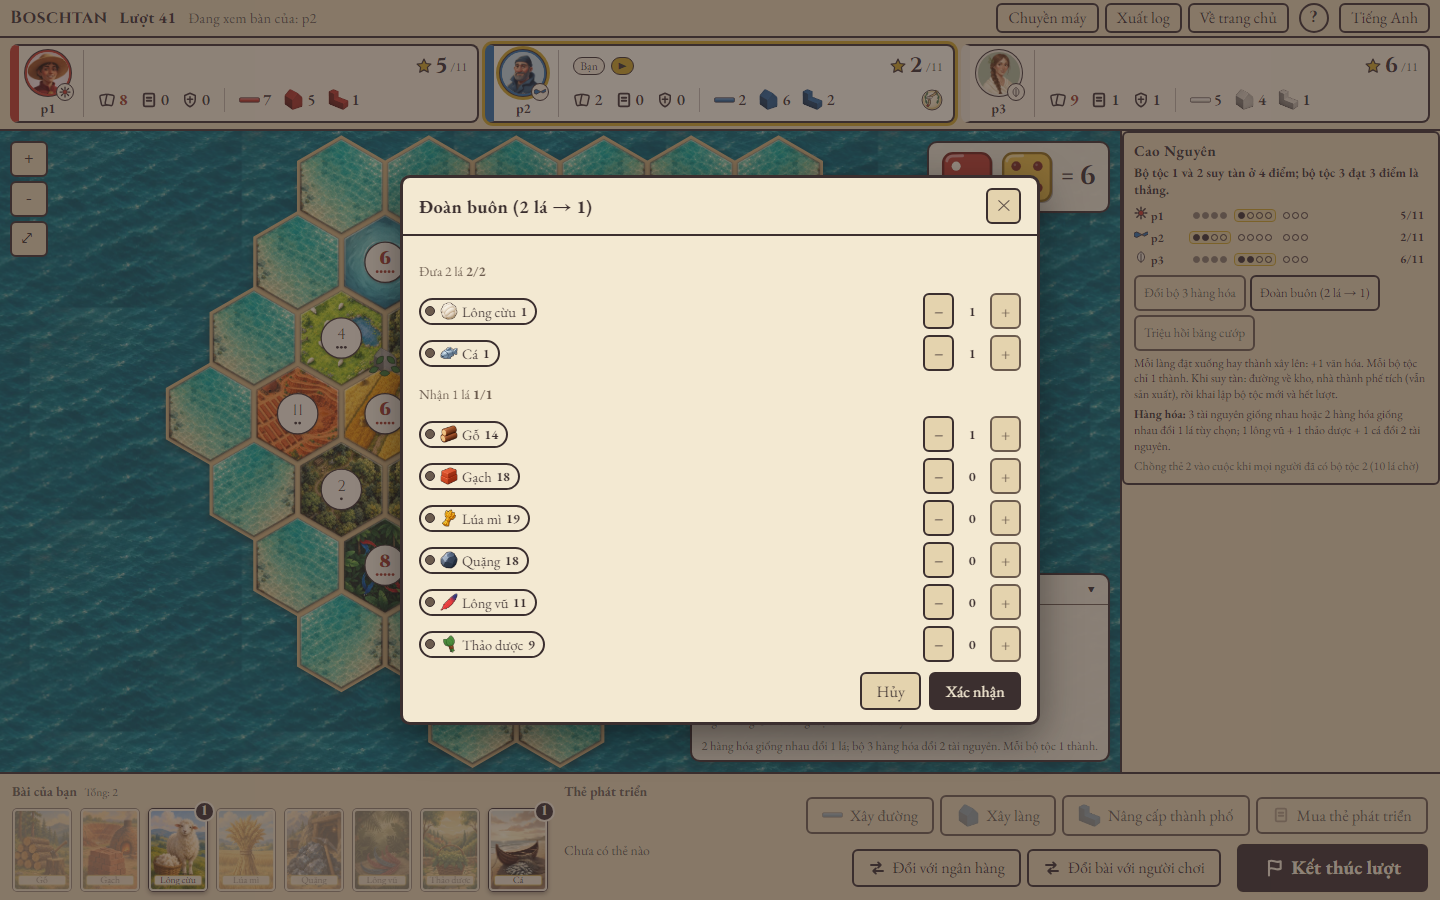 BOSCHTAN Lượt 41 Đang xem bàn của: p2
Chuyền máy Xuất log Về trang chủ ? Tiếng Anh
p1 5/11 8 0 0 7 5 1
p2 Bạn 2/11 2 0 0 2 6 2
p3 6/11 9 1 1 5 4 1
+
-
= 6
6
4
11
6
2
8
Đoàn buôn (2 lá → 1)
Đưa 2 lá 2/2
Lông cừu 1 − 1 +
Cá 1 − 1 +
Nhận 1 lá 1/1
Gỗ 14 − 1 +
Gạch 18 − 0 +
Lúa mì 19 − 0 +
Quặng 18 − 0 +
Lông vũ 11 − 0 +
Thảo dược 9 − 0 +
Hủy Xác nhận
2 hàng hóa giống nhau đổi 1 lá; bộ 3 hàng hóa đổi 2 tài nguyên. Mỗi bộ tộc 1 thành.
Cao Nguyên
Bộ tộc 1 và 2 suy tàn ở 4 điểm; bộ tộc 3 đạt 3 điểm là
thắng.
p1 5/11
p2 2/11
p3 6/11
Đổi bộ 3 hàng hóa Đoàn buôn (2 lá → 1)
Triệu hồi băng cướp
Mỗi làng đặt xuống hay thành xây lên: +1 văn hóa. Mỗi bộ tộc
chỉ 1 thành. Khi suy tàn: đường về kho, nhà thành phế tích (vẫn
sản xuất), rồi khai lập bộ tộc mới và hết lượt.
Hàng hóa: 3 tài nguyên giống nhau hoặc 2 hàng hóa giống
nhau đổi 1 lá tùy chọn; 1 lông vũ + 1 thảo dược + 1 cá đổi 2 tài
nguyên.
Chồng thẻ 2 vào cuộc khi mọi người đã có bộ tộc 2 (10 lá chờ)
Bài của bạn Tổng: 2
1 1
Gỗ Gạch Lông cừu Lúa mì Quặng Lông vũ Thảo dược Cá
Thẻ phát triển
Chưa có thẻ nào
Xây đường Xây làng Nâng cấp thành phố Mua thẻ phát triển
Đổi với ngân hàng Đổi bài với người chơi Kết thúc lượt